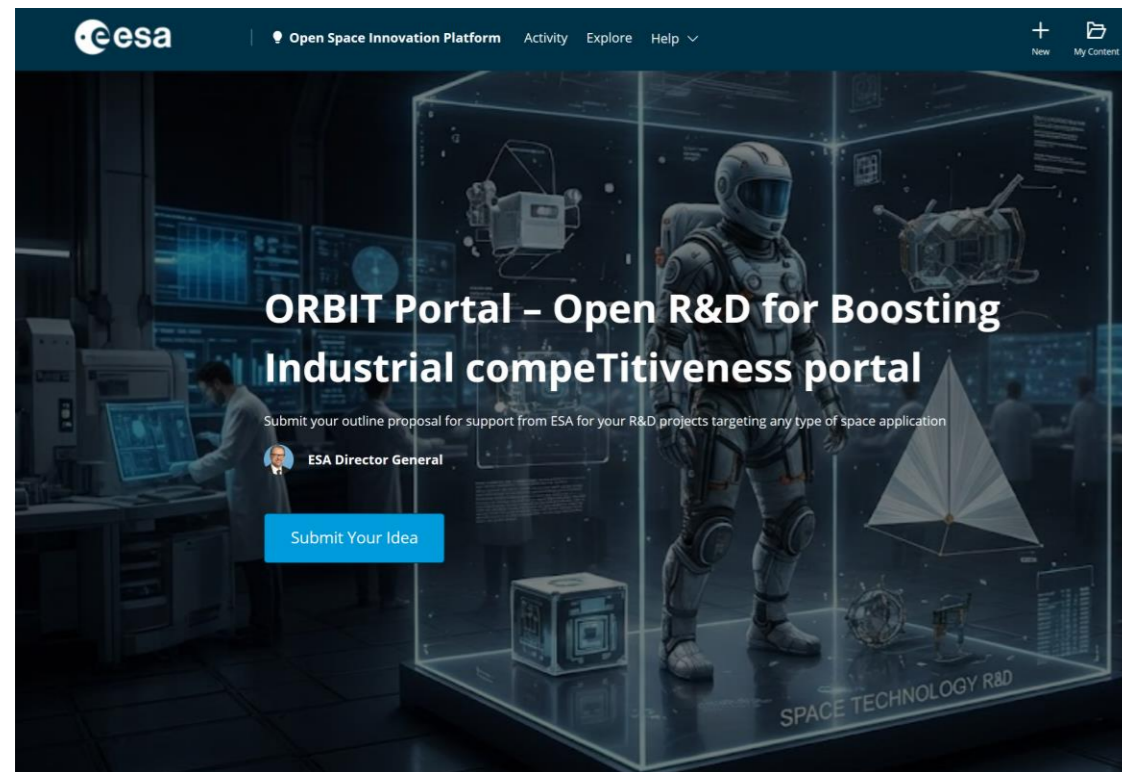 esa
Open Space Innovation Platform Activity Explore Help
New My Content
ORBIT Portal – Open R&D for Boosting
Industrial compeTitiveness portal
Submit your outline proposal for support from ESA for your R&D projects targeting any type of space application
ESA Director General
Submit Your Idea
SPACE TECHNOLOGY R&D